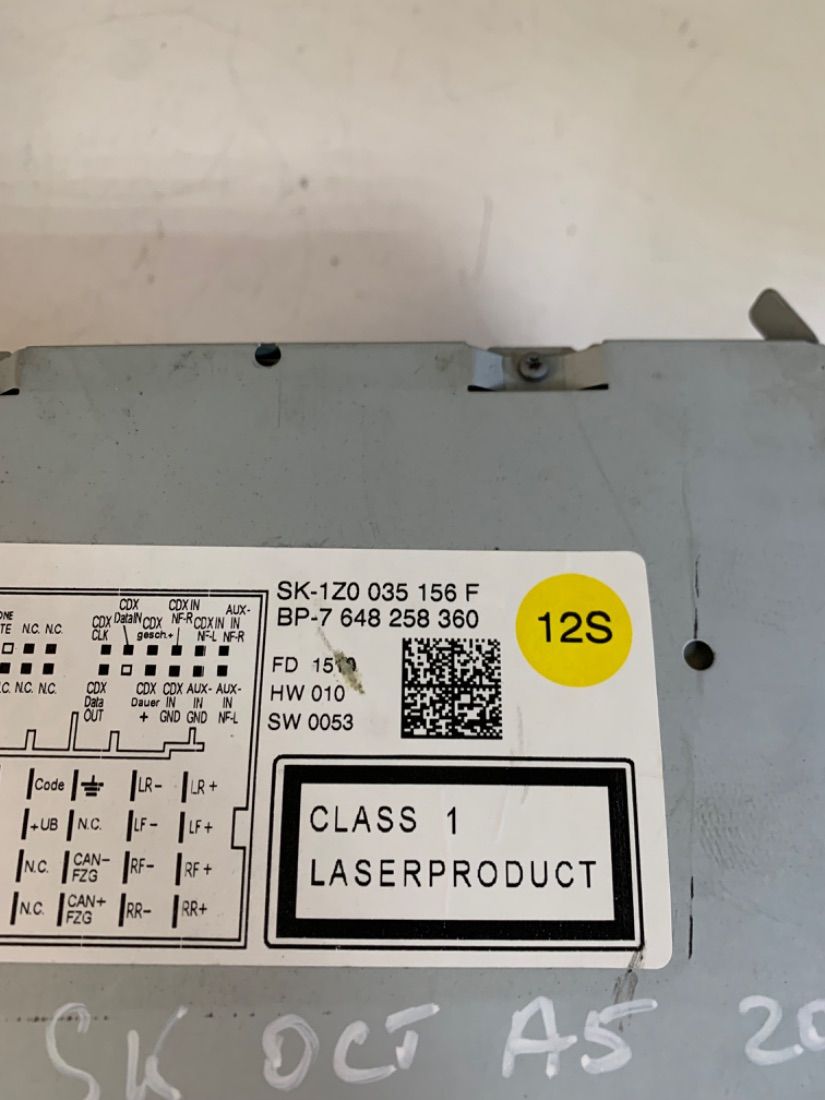 SK-1Z0 035 156 F
BP-7 648 258 360
12S
FD
HW 010
SW 0053
N.C. N.C.
CDX CLK
CDX DataIN
CDX gesch.+
CDX IN NF-R
CDX IN NF-L
AUX-IN NF-R
N.C. N.C.
CDX Data OUT
CDX Dauer +
CDX IN GND
AUX-IN GND
AUX-IN NF-L
Code LR- LR+
+UB N.C. LF- LF+
N.C. CAN- FZG RF- RF+
N.C. CAN+ FZG RR- RR+
CLASS 1
LASERPRODUCT
SK OCT A5 20